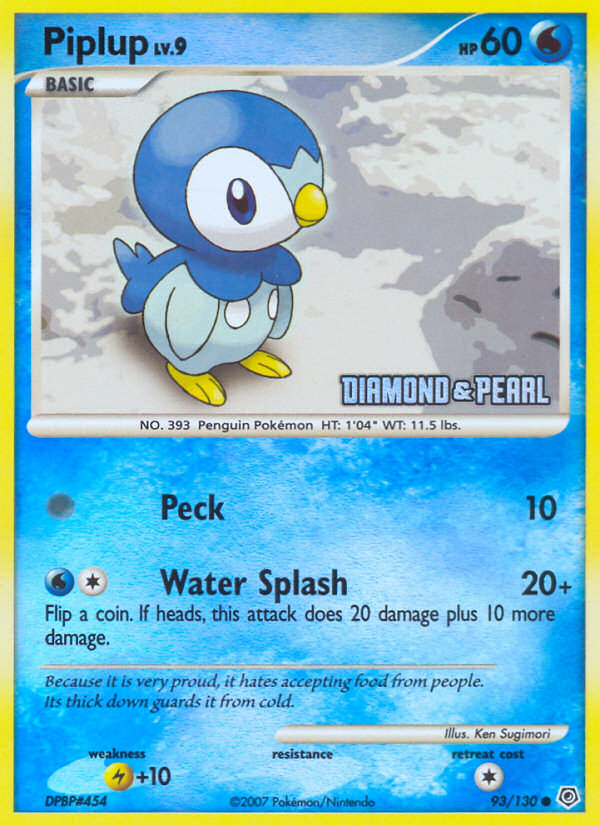 Piplup LV.9 HP 60
BASIC
DIAMOND & PEARL
NO. 393 Penguin Pokémon HT: 1'04" WT: 11.5 lbs.
Peck 10
Water Splash 20+
Flip a coin. If heads, this attack does 20 damage plus 10 more
damage.
Because it is very proud, it hates accepting food from people.
Its thick down guards it from cold.
Illus. Ken Sugimori
weakness resistance retreat cost
+10
DPBP#454 ©2007 Pokémon/Nintendo 93/130